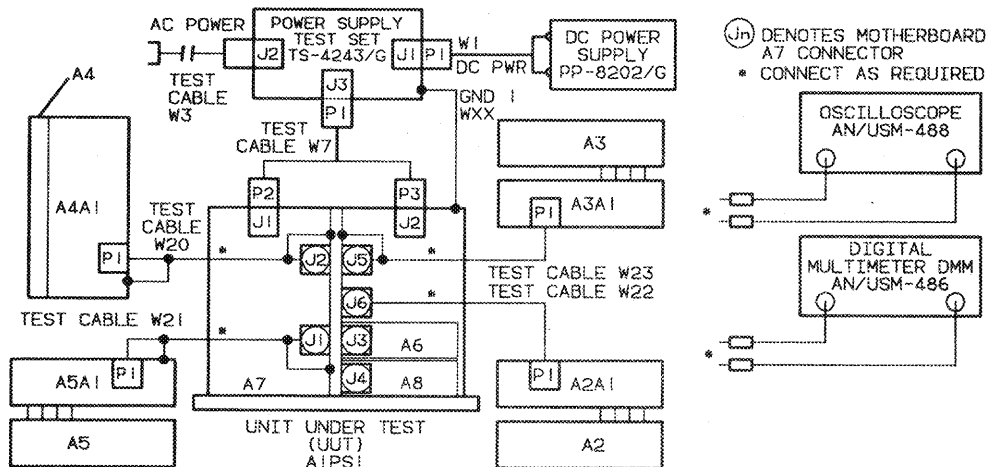 AC POWER
POWER SUPPLY
TEST SET
TS-4243/G
J2
J1
P1
W1
DC PWR
DC POWER
SUPPLY
PP-8202/G
Jn DENOTES MOTHERBOARD
A7 CONNECTOR
* CONNECT AS REQUIRED
A4
TEST
CABLE
W3
J3
P1
GND 1
WXX
OSCILLOSCOPE
AN/USM-488
TEST
CABLE W7
A3
A4A1
P2
J1
P3
J2
P1
A3A1
TEST
CABLE
W20
P1
*
J2
J5
*
*
DIGITAL
MULTIMETER DMM
AN/USM-486
TEST CABLE W23
TEST CABLE W22
J6
*
TEST CABLE W21
*
J1
J3
A6
*
A5A1
P1
A7
J4
A8
P1
A2A1
A5
UNIT UNDER TEST
(UUT)
A1PS1
A2